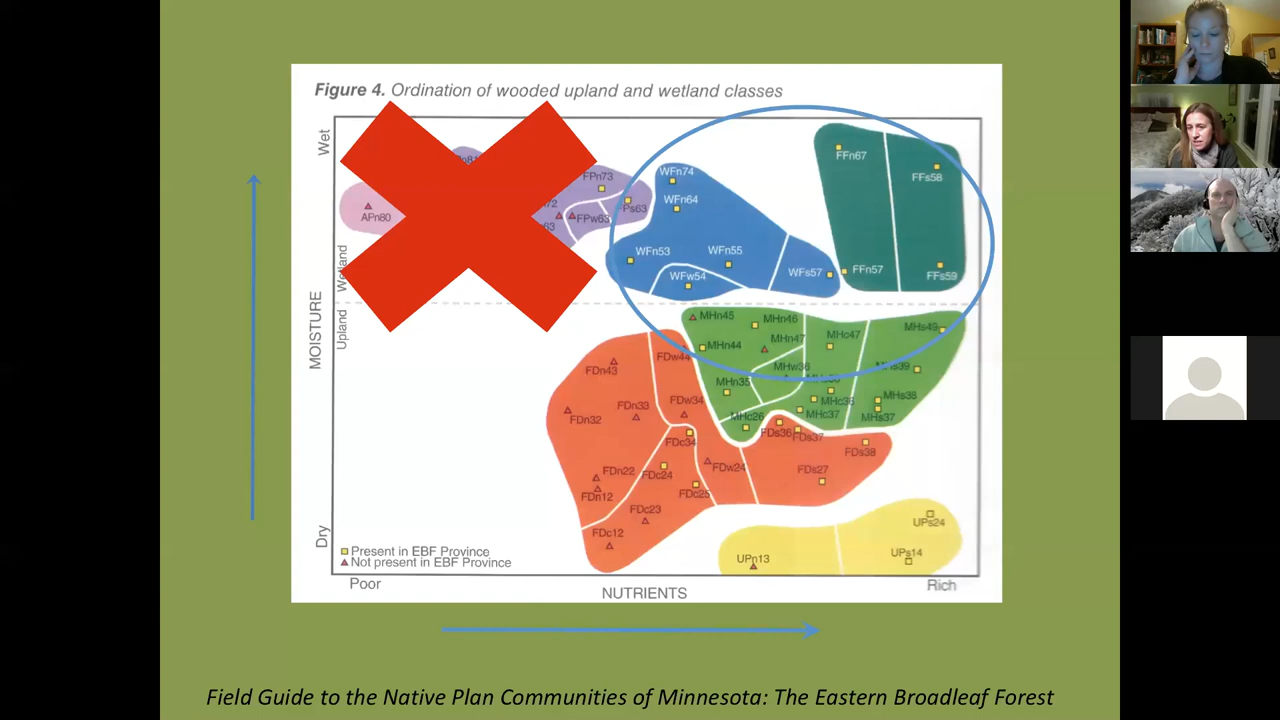 Figure 4. Ordination of wooded upland and wetland classes
Wet
Wetland
Upland
MOISTURE
Dry
APn80
FPn73
FPw63
FPs63
WFn74
WFn64
WFn53
WFn55
WFw54
WFs57
FFn67
FFs58
FFn57
FFs59
MHn45
MHn46
MHn47
MHc47
MHs49
MHn44
MHw36
MHs39
MHn35
MHc38
MHs38
MHc26
MHc37
MHs37
FDn43
FDw44
FDn32
FDn33
FDw34
FDc34
FDs36
FDs37
FDs38
FDn22
FDc24
FDw24
FDs27
FDn12
FDc25
FDc23
FDc12
UPs24
UPn13
UPs14
Present in EBF Province
Not present in EBF Province
Poor
NUTRIENTS
Rich
Field Guide to the Native Plan Communities of Minnesota: The Eastern Broadleaf Forest